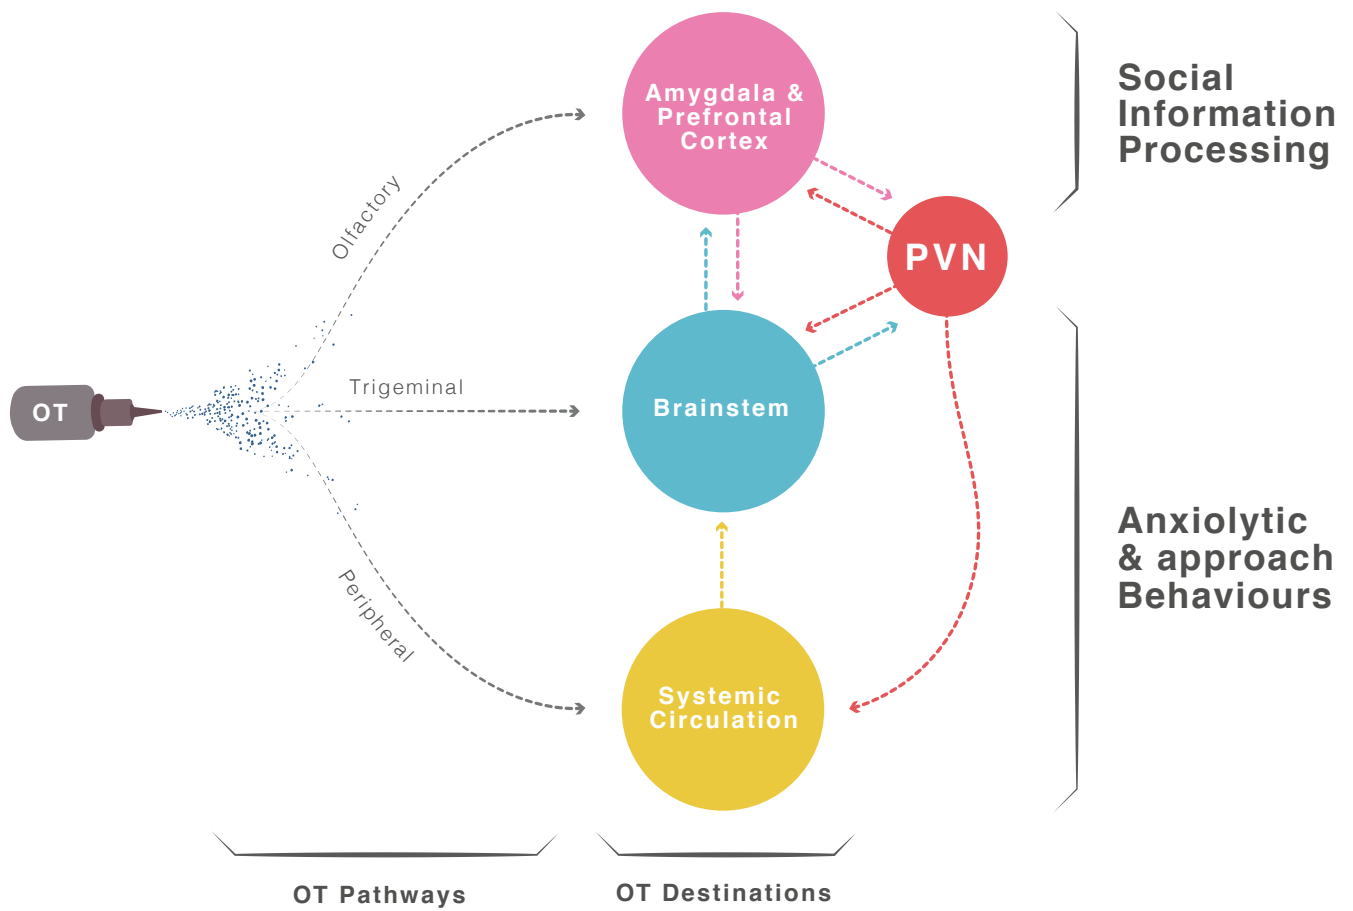 Amygdala &
Prefrontal
Cortex
Social
Information
Processing
Olfactory
PVN
Trigeminal
OT
Brainstem
Anxiolytic
& approach
Behaviours
Peripheral
Systemic
Circulation
OT Pathways
OT Destinations